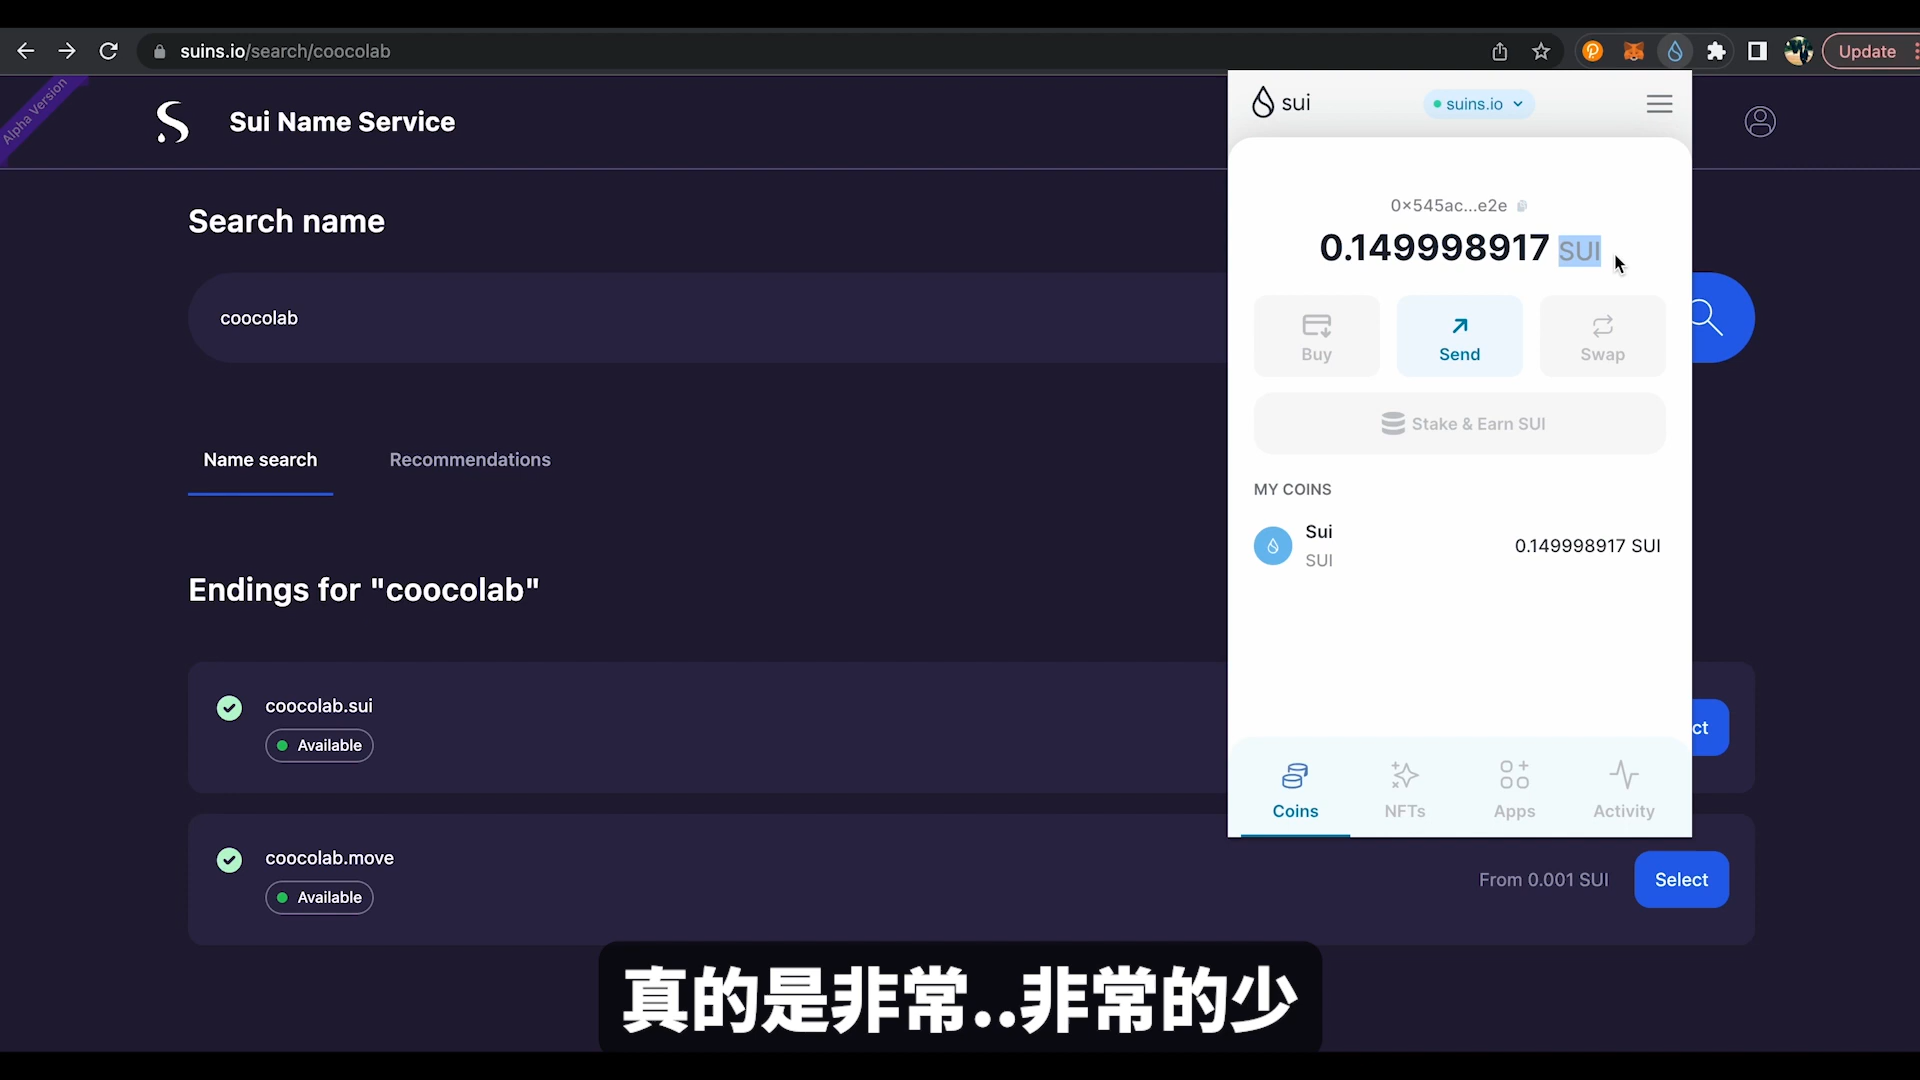 suins.io/search/coocolab
Update
Alpha Version
Sui Name Service
sui
suins.io
0×545ac...e2e
0.149998917 SUI
Buy
Send
Swap
Stake & Earn SUI
MY COINS
Sui
SUI
0.149998917 SUI
Coins
NFTs
Apps
Activity
Search name
coocolab
Name search
Recommendations
Endings for "coocolab"
coocolab.sui
Available
ct
coocolab.move
Available
From 0.001 SUI
Select
真的是非常..非常的少